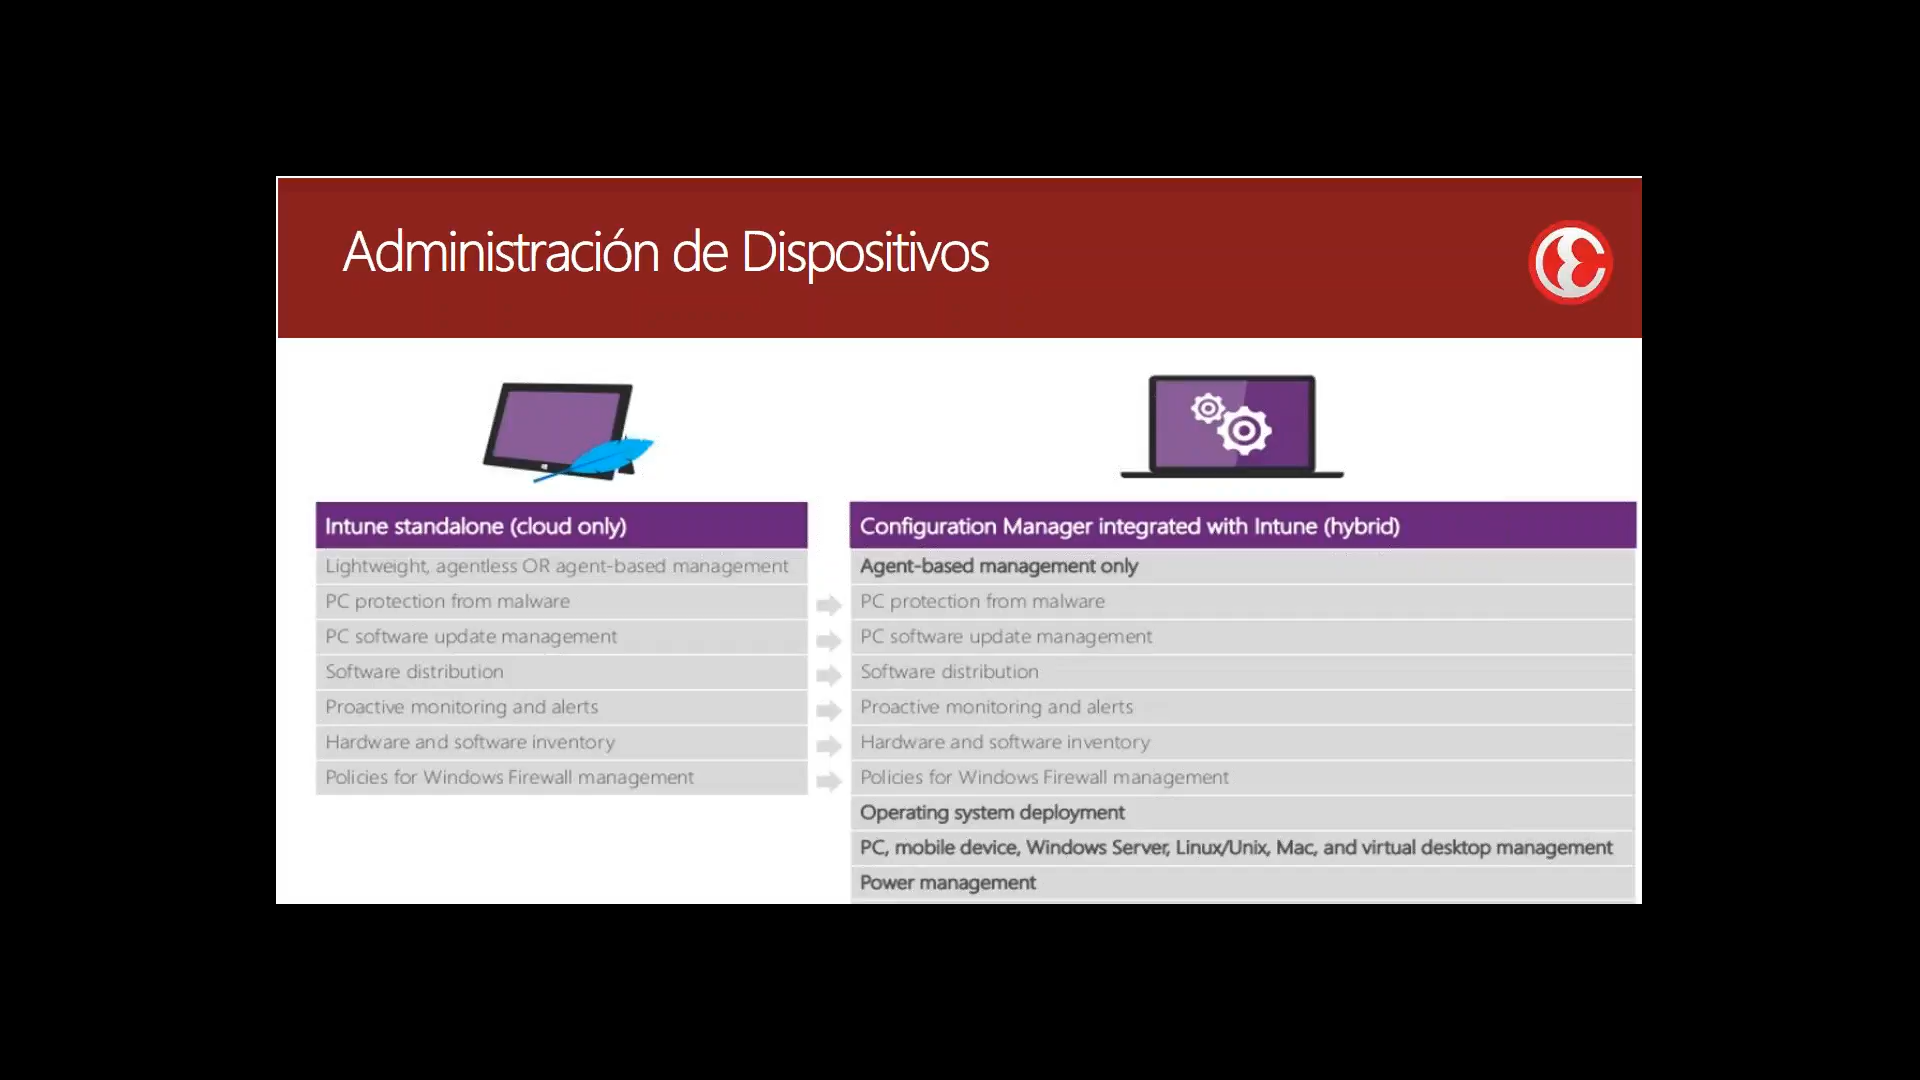 Administración de Dispositivos
Intune standalone (cloud only)
Lightweight, agentless OR agent-based management
PC protection from malware
PC software update management
Software distribution
Proactive monitoring and alerts
Hardware and software inventory
Policies for Windows Firewall management
Configuration Manager integrated with Intune (hybrid)
Agent-based management only
PC protection from malware
PC software update management
Software distribution
Proactive monitoring and alerts
Hardware and software inventory
Policies for Windows Firewall management
Operating system deployment
PC, mobile device, Windows Server, Linux/Unix, Mac, and virtual desktop management
Power management